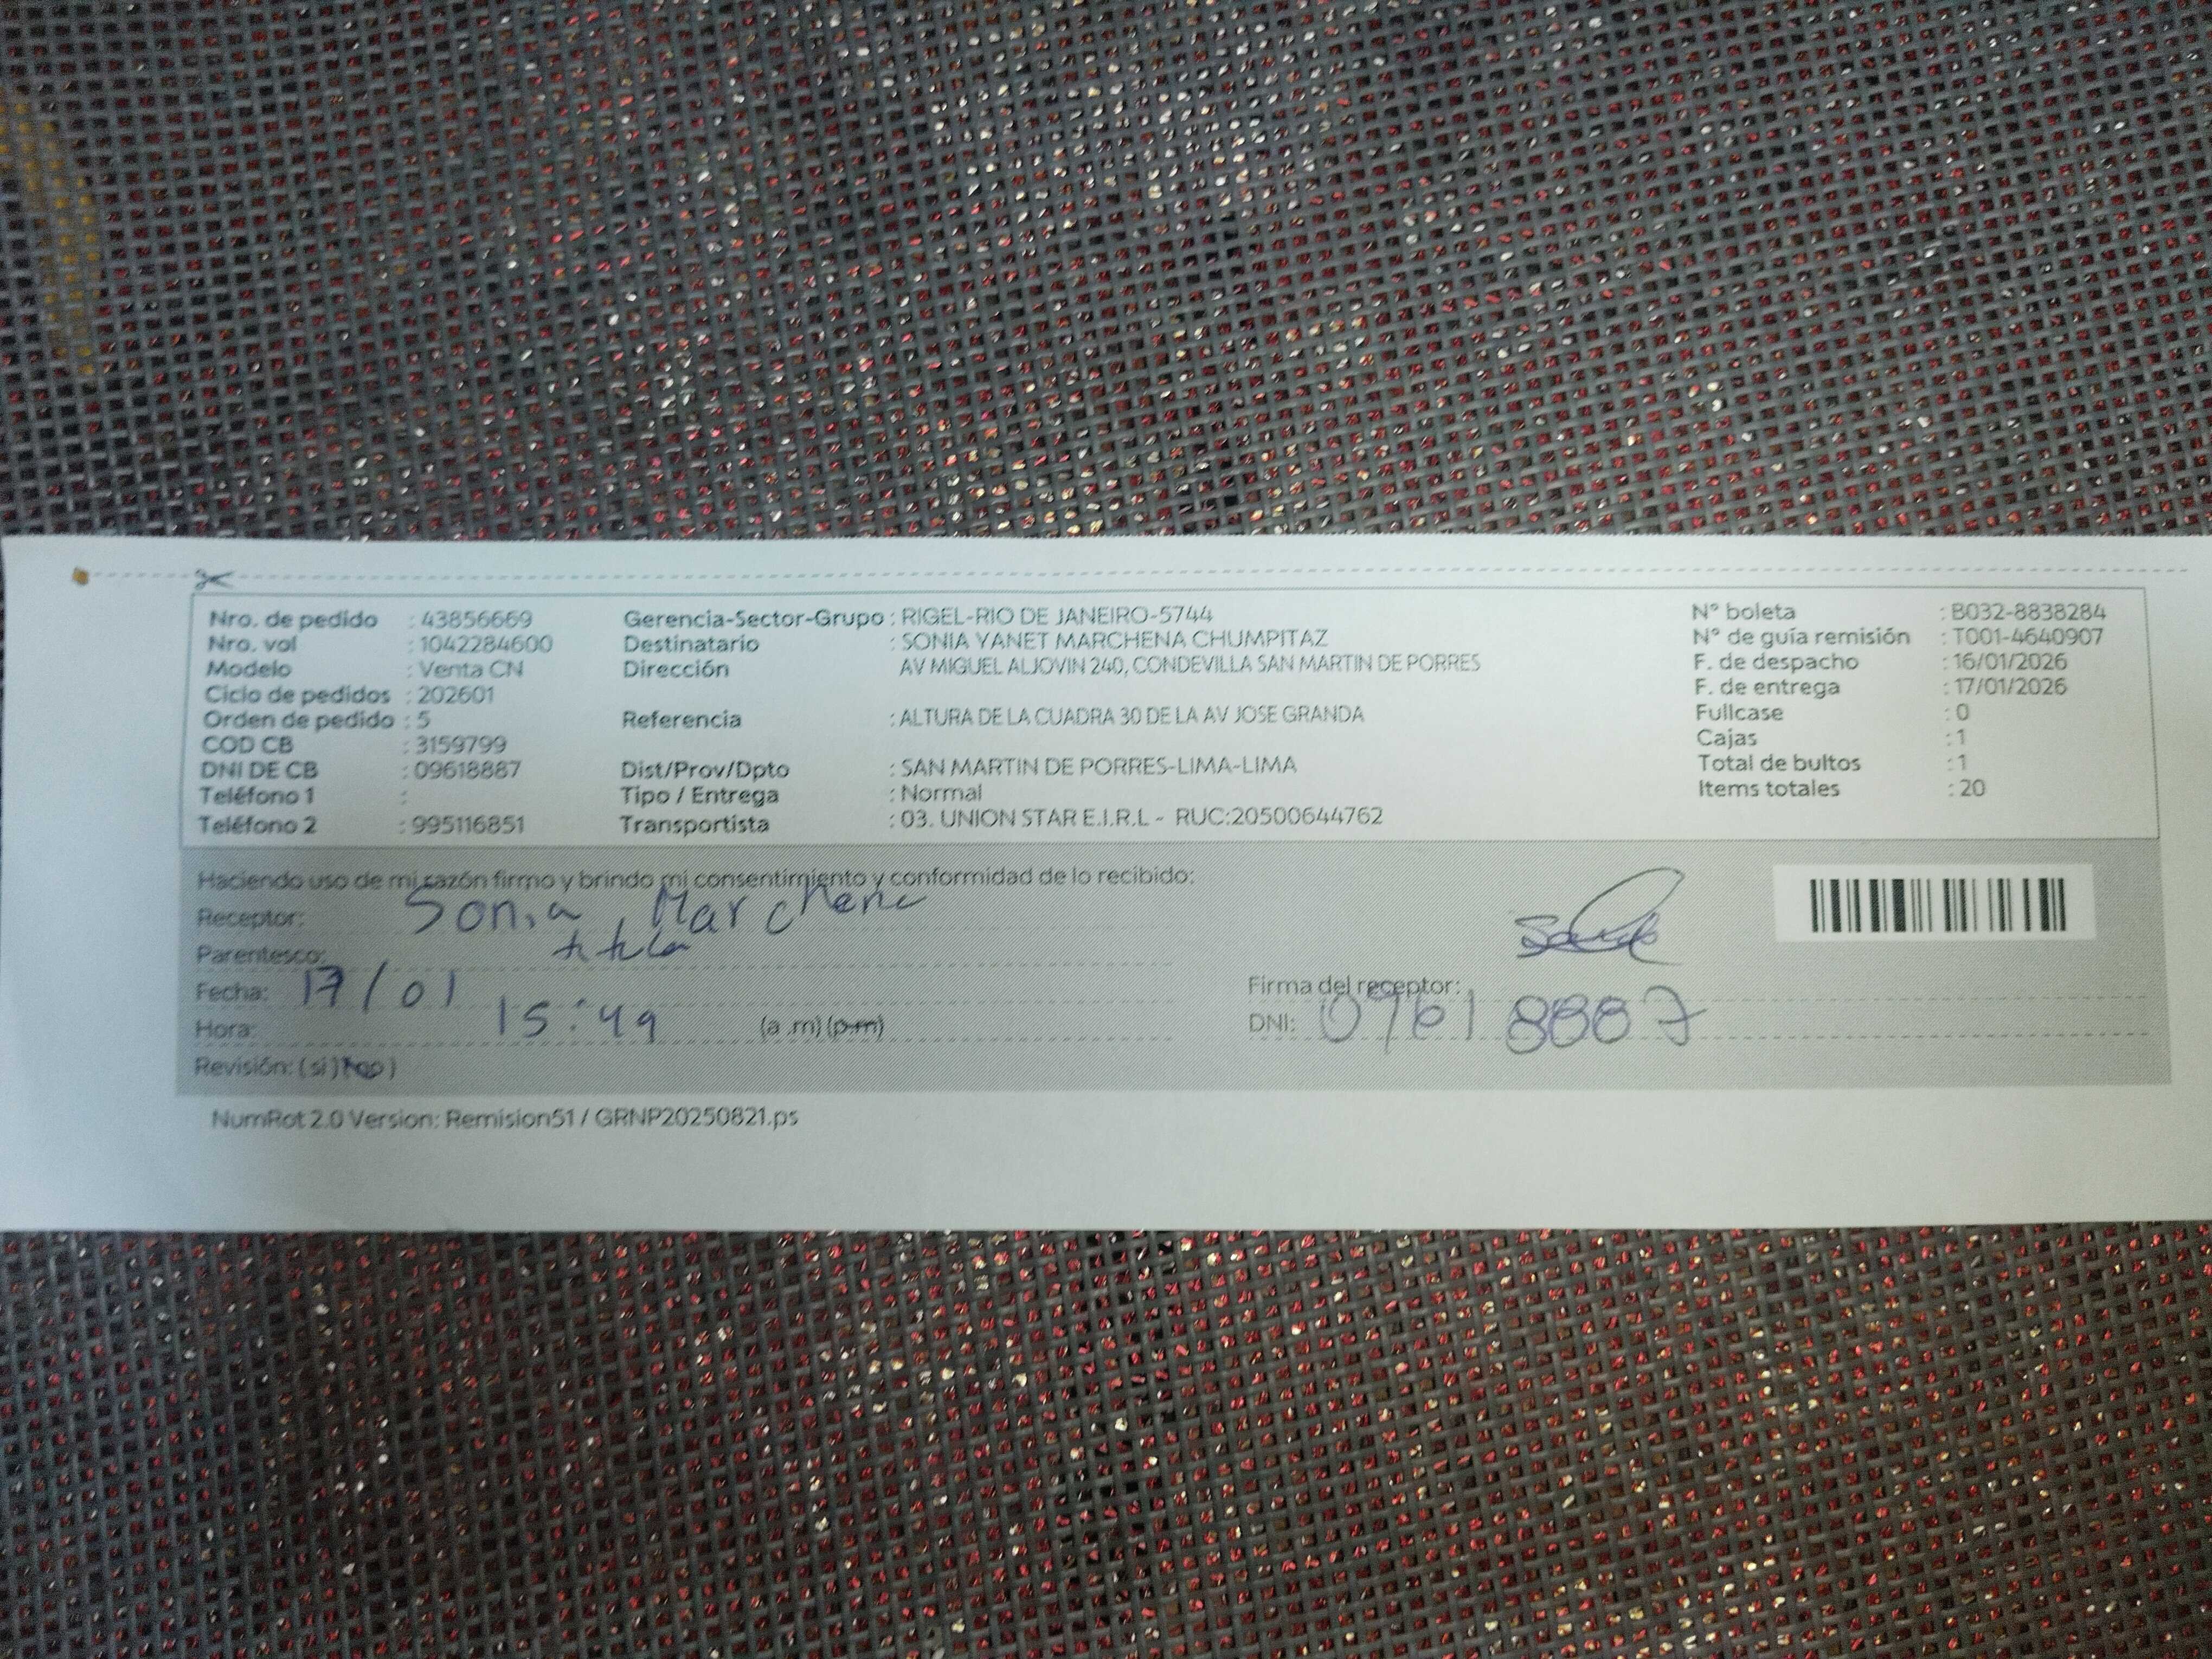 Nro. de pedido : 43856669 Gerencia-Sector-Grupo : RIGEL-RIO DE JANEIRO-5744 N° boleta : B032-8838284
Nro. vol : 1042284600 Destinatario : SONIA YANET MARCHENA CHUMPITAZ N° de guía remisión : T001-4640907
Modelo : Venta CN Dirección AV MIGUEL ALJOVIN 240, CONDEVILLA SAN MARTIN DE PORRES F. de despacho : 16/01/2026
Ciclo de pedidos : 202601 F. de entrega : 17/01/2026
Orden de pedido : 5 Referencia : ALTURA DE LA CUADRA 30 DE LA AV JOSE GRANDA Fullcase : 0
COD CB : 3159799 Cajas : 1
DNI DE CB : 09618887 Dist/Prov/Dpto : SAN MARTIN DE PORRES-LIMA-LIMA Total de bultos : 1
Teléfono 1 : Tipo / Entrega : Normal Items totales : 20
Teléfono 2 : 995116851 Transportista : 03. UNION STAR E.I.R.L - RUC:20500644762
Haciendo uso de mi razón firmo y brindo mi consentimiento y conformidad de lo recibido:
Receptor: Sonia Marchena
Parentesco: titular
Fecha: 17/01 Firma del receptor:
Hora: 15:49 (a .m) (p.m) DNI: 09618887
Revisión: (si) (no)
NumRot 2.0 Version: Remision51 / GRNP20250821.ps